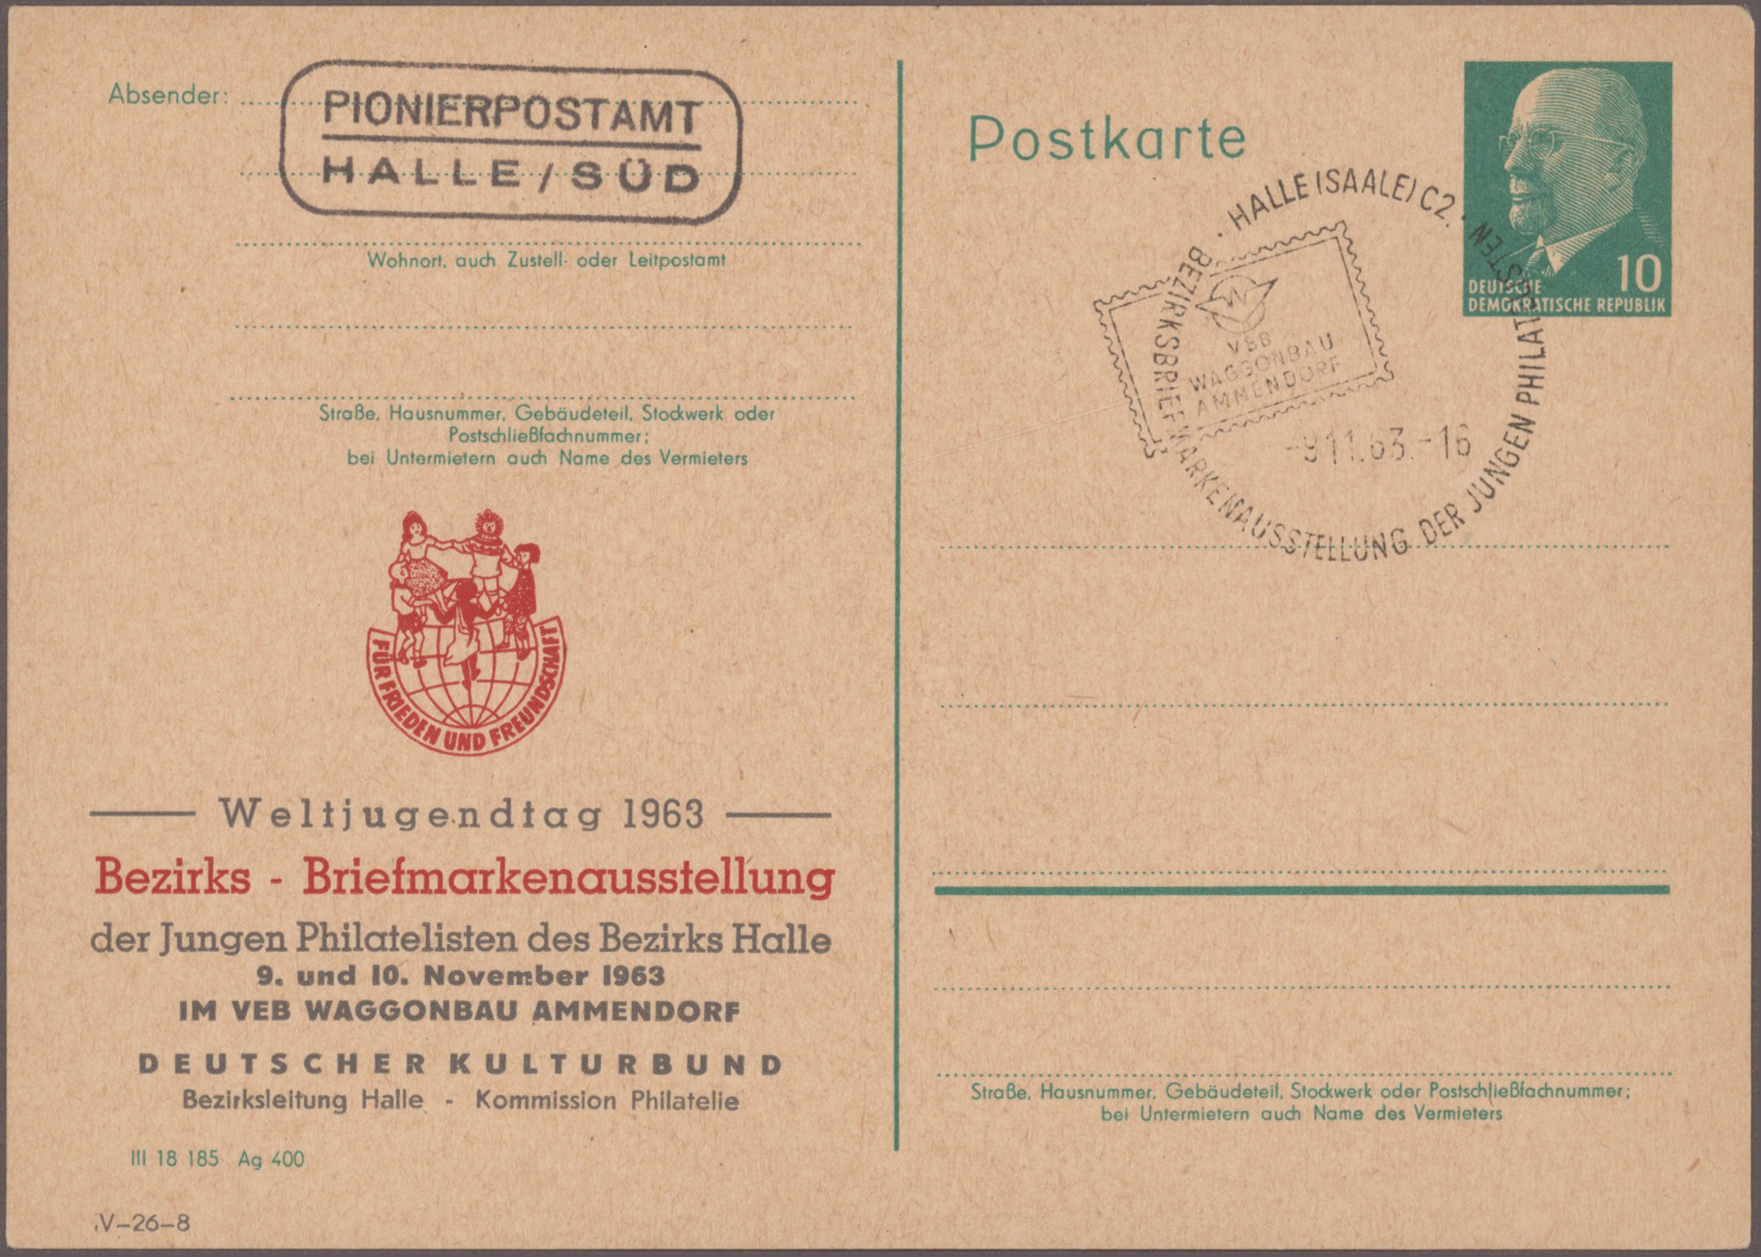 Absender:
PIONIERPOSTAMT
HALLE/SÜD
Wohnort, auch Zustell- oder Leitpostamt
Straße, Hausnummer, Gebäudeteil, Stockwerk oder
Postschließfachnummer;
bei Untermietern auch Name des Vermieters
FÜR FRIEDEN UND FREUNDSCHAFT
Weltjugendtag 1963
Bezirks - Briefmarkenausstellung
der Jungen Philatelisten des Bezirks Halle
9. und 10. November 1963
IM VEB WAGGONBAU AMMENDORF
DEUTSCHER KULTURBUND
Bezirksleitung Halle - Kommission Philatelie
III 18 185 Ag 400
V-26-8
Postkarte
10
DEUTSCHE
DEMOKRATISCHE REPUBLIK
· HALLE (SAALE) C2 ·
BEZIRKSBRIEFMARKENAUSSTELLUNG DER JUNGEN PHILATELISTEN
W
VEB
WAGGONBAU
AMMENDORF
-9.11.63.-16
Straße, Hausnummer, Gebäudeteil, Stockwerk oder Postschließfachnummer;
bei Untermietern auch Name des Vermieters